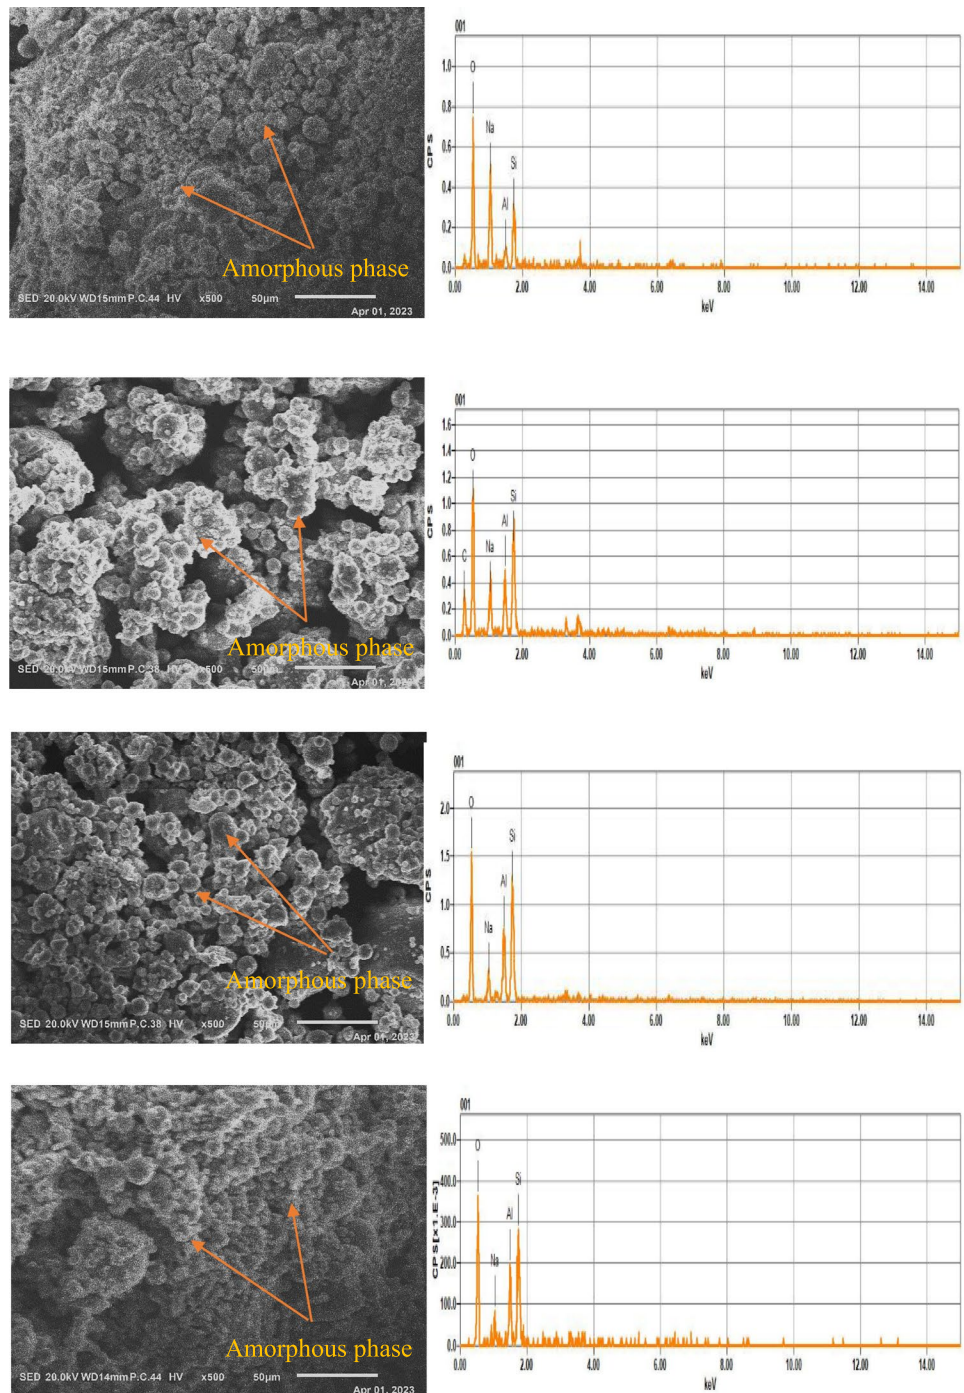 Amorphous phase
SED 20.0kV WD15mm P.C.44 HV x500 50µm
Apr 01, 2023
001
CPS
1.0
0.8
0.6
0.4
0.2
0.0
O
Na
Al
Si
0.00 2.00 4.00 6.00 8.00 10.00 12.00 14.00
keV
Amorphous phase
SED 20.0kV WD15mm P.C.38 HV x500 50µm
Apr 01, 2023
001
CPS
1.6
1.4
1.2
1.0
0.8
0.6
0.4
0.2
0.0
C
O
Na
Al
Si
0.00 2.00 4.00 6.00 8.00 10.00 12.00 14.00
keV
Amorphous phase
SED 20.0kV WD15mm P.C.38 HV x500 50µm
Apr 01, 2023
001
CPS
2.0
1.5
1.0
0.5
0.0
O
Na
Al
Si
0.00 2.00 4.00 6.00 8.00 10.00 12.00 14.00
keV
Amorphous phase
SED 20.0kV WD14mm P.C.44 HV x500 50µm
Apr 01, 2023
001
CPS[x1.E-3]
500.0
400.0
300.0
200.0
100.0
0.0
O
Na
Al
Si
0.00 2.00 4.00 6.00 8.00 10.00 12.00 14.00
keV